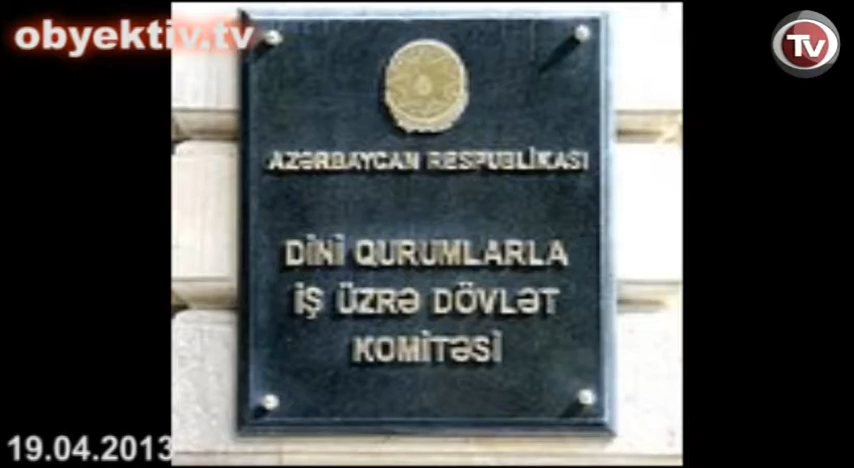 obyektiv.tv
TV
AZƏRBAYCAN RESPUBLİKASI
DİNİ QURUMLARLA
İŞ ÜZRƏ DÖVLƏT
KOMİTƏSİ
19.04.2013